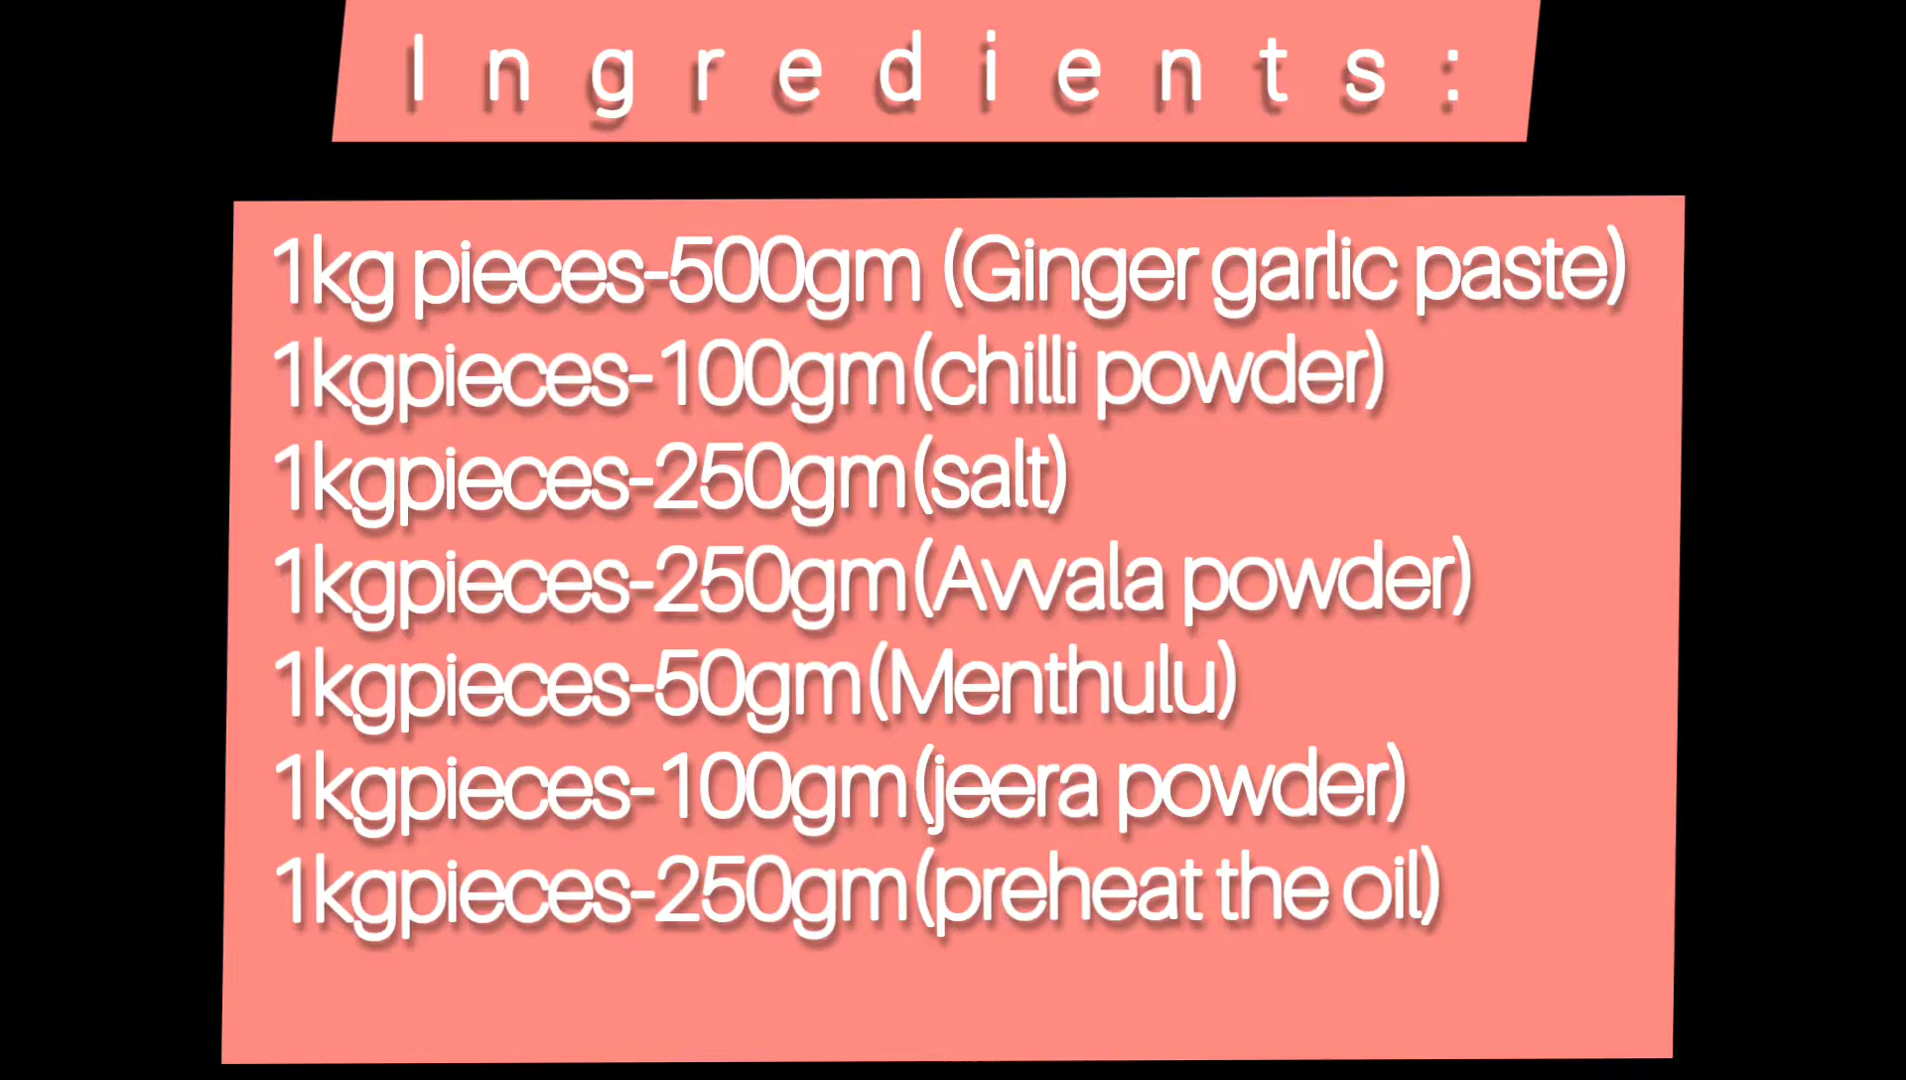 Ingredients:
1kg pieces-500gm (Ginger garlic paste)
1kgpieces-100gm(chilli powder)
1kgpieces-250gm(salt)
1kgpieces-250gm(Avvala powder)
1kgpieces-50gm(Menthulu)
1kgpieces-100gm(jeera powder)
1kgpieces-250gm(preheat the oil)